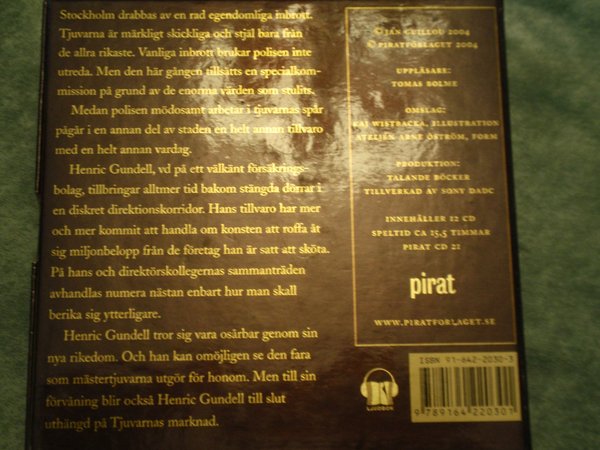 Stockholm drabbas av en rad egendomliga inbrott.
Tjuvarna är märkligt skickliga och stjäl bara från
de allra rikaste. Vanliga inbrott brukar polisen inte
utreda. Men den här gången tillsätts en specialkom-
mission på grund av de enorma värden som stulits.
Medan polisen mödosamt arbetar i tjuvarnas spår
pågår i en annan del av staden en helt annan tillvaro
med en helt annan vardag.
Henric Gundell, vd på ett välkänt försäkrings-
bolag, tillbringar alltmer tid bakom stängda dörrar i
en diskret direktionskorridor. Hans tillvaro har mer
och mer kommit att handla om konsten att roffa åt
sig miljonbelopp från de företag han är satt att sköta.
På hans och direktörskollegernas sammanträden
avhandlas numera nästan enbart hur man skall
berika sig ytterligare.
Henric Gundell tror sig vara osårbar genom sin
nya rikedom. Och han kan omöjligen se den fara
som mästertjuvarna utgör för honom. Men till sin
förvåning blir också Henric Gundell till slut
uthängd på Tjuvarnas marknad.
© JAN GUILLOU 2004
© PIRATFÖRLAGET 2004
UPPLÄSARE:
TOMAS BOLME
OMSLAG:
KAJ WISTBACKA, ILLUSTRATION
ATELJÉN ARNE ÖSTRÖM, FORM
PRODUKTION:
TALANDE BÖCKER
TILLVERKAD AV SONY DADC
INNEHÅLLER 12 CD
SPELTID CA 15,5 TIMMAR
PIRAT CD 21
pirat
WWW.PIRATFORLAGET.SE
LJUDBOK
ISBN 91-642-2030-3
9 789164 220301